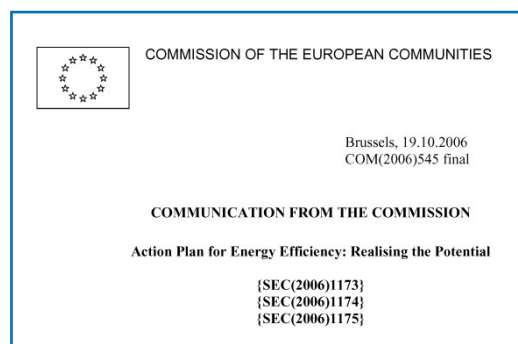 COMMISSION OF THE EUROPEAN COMMUNITIES
Brussels, 19.10.2006
COM(2006)545 final
COMMUNICATION FROM THE COMMISSION
Action Plan for Energy Efficiency: Realising the Potential
{SEC(2006)1173}
{SEC(2006)1174}
{SEC(2006)1175}